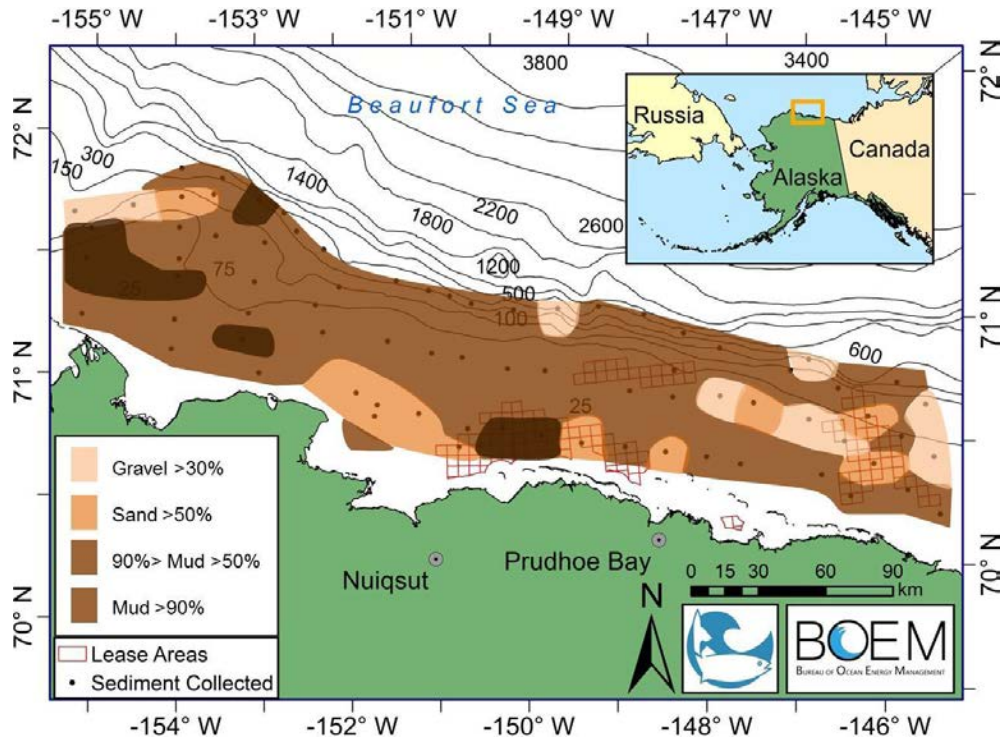 -155° W
-153° W
-151° W
-149° W
-147° W
-145° W
72° N
71° N
70° N
72° N
71° N
70° N
3800
3400
Beaufort Sea
150
300
1400
1800
2200
2600
1200
500
100
75
25
25
600
Russia
Canada
Alaska
Gravel >30%
Sand >50%
90%> Mud >50%
Mud >90%
Lease Areas
Sediment Collected
Nuiqsut
Prudhoe Bay
0 15 30 60 90
km
N
BOEM
BUREAU OF OCEAN ENERGY MANAGEMENT
-154° W
-152° W
-150° W
-148° W
-146° W